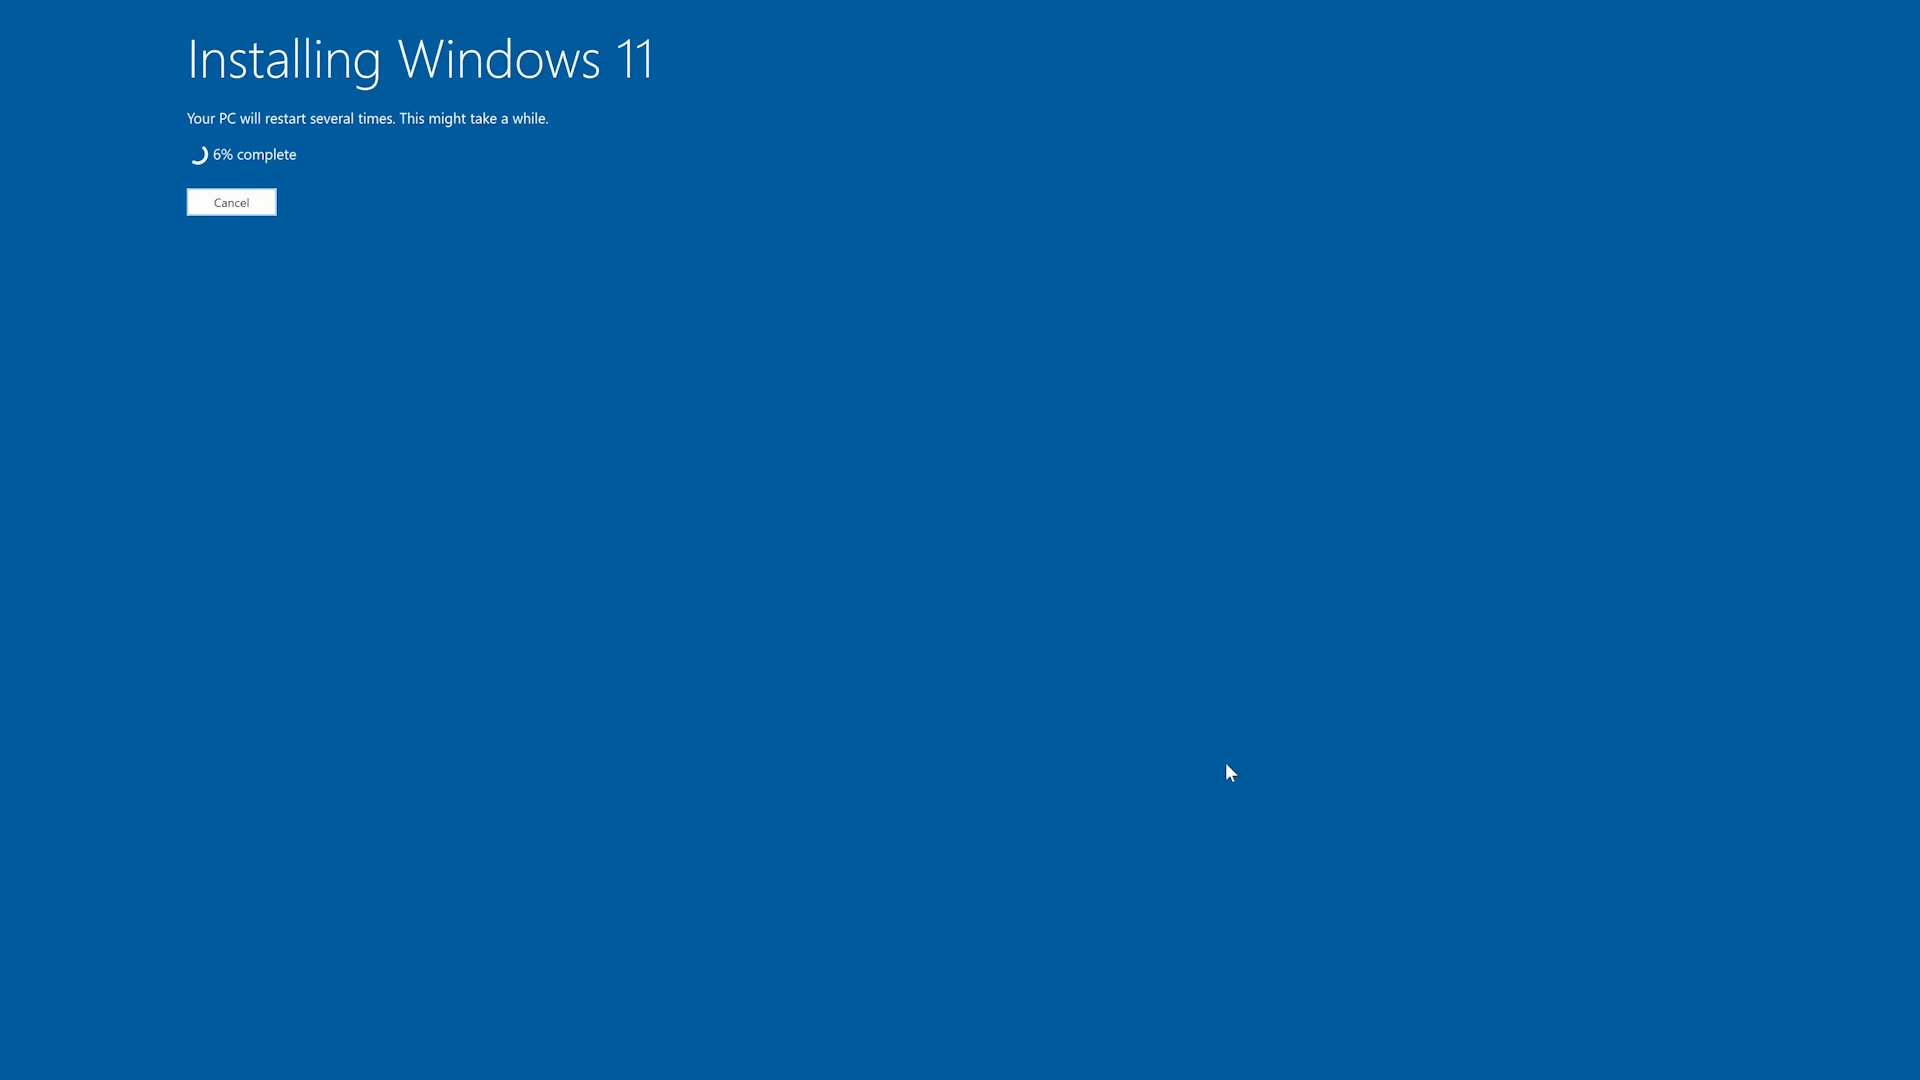 Installing Windows 11
Your PC will restart several times. This might take a while.
6% complete
Cancel